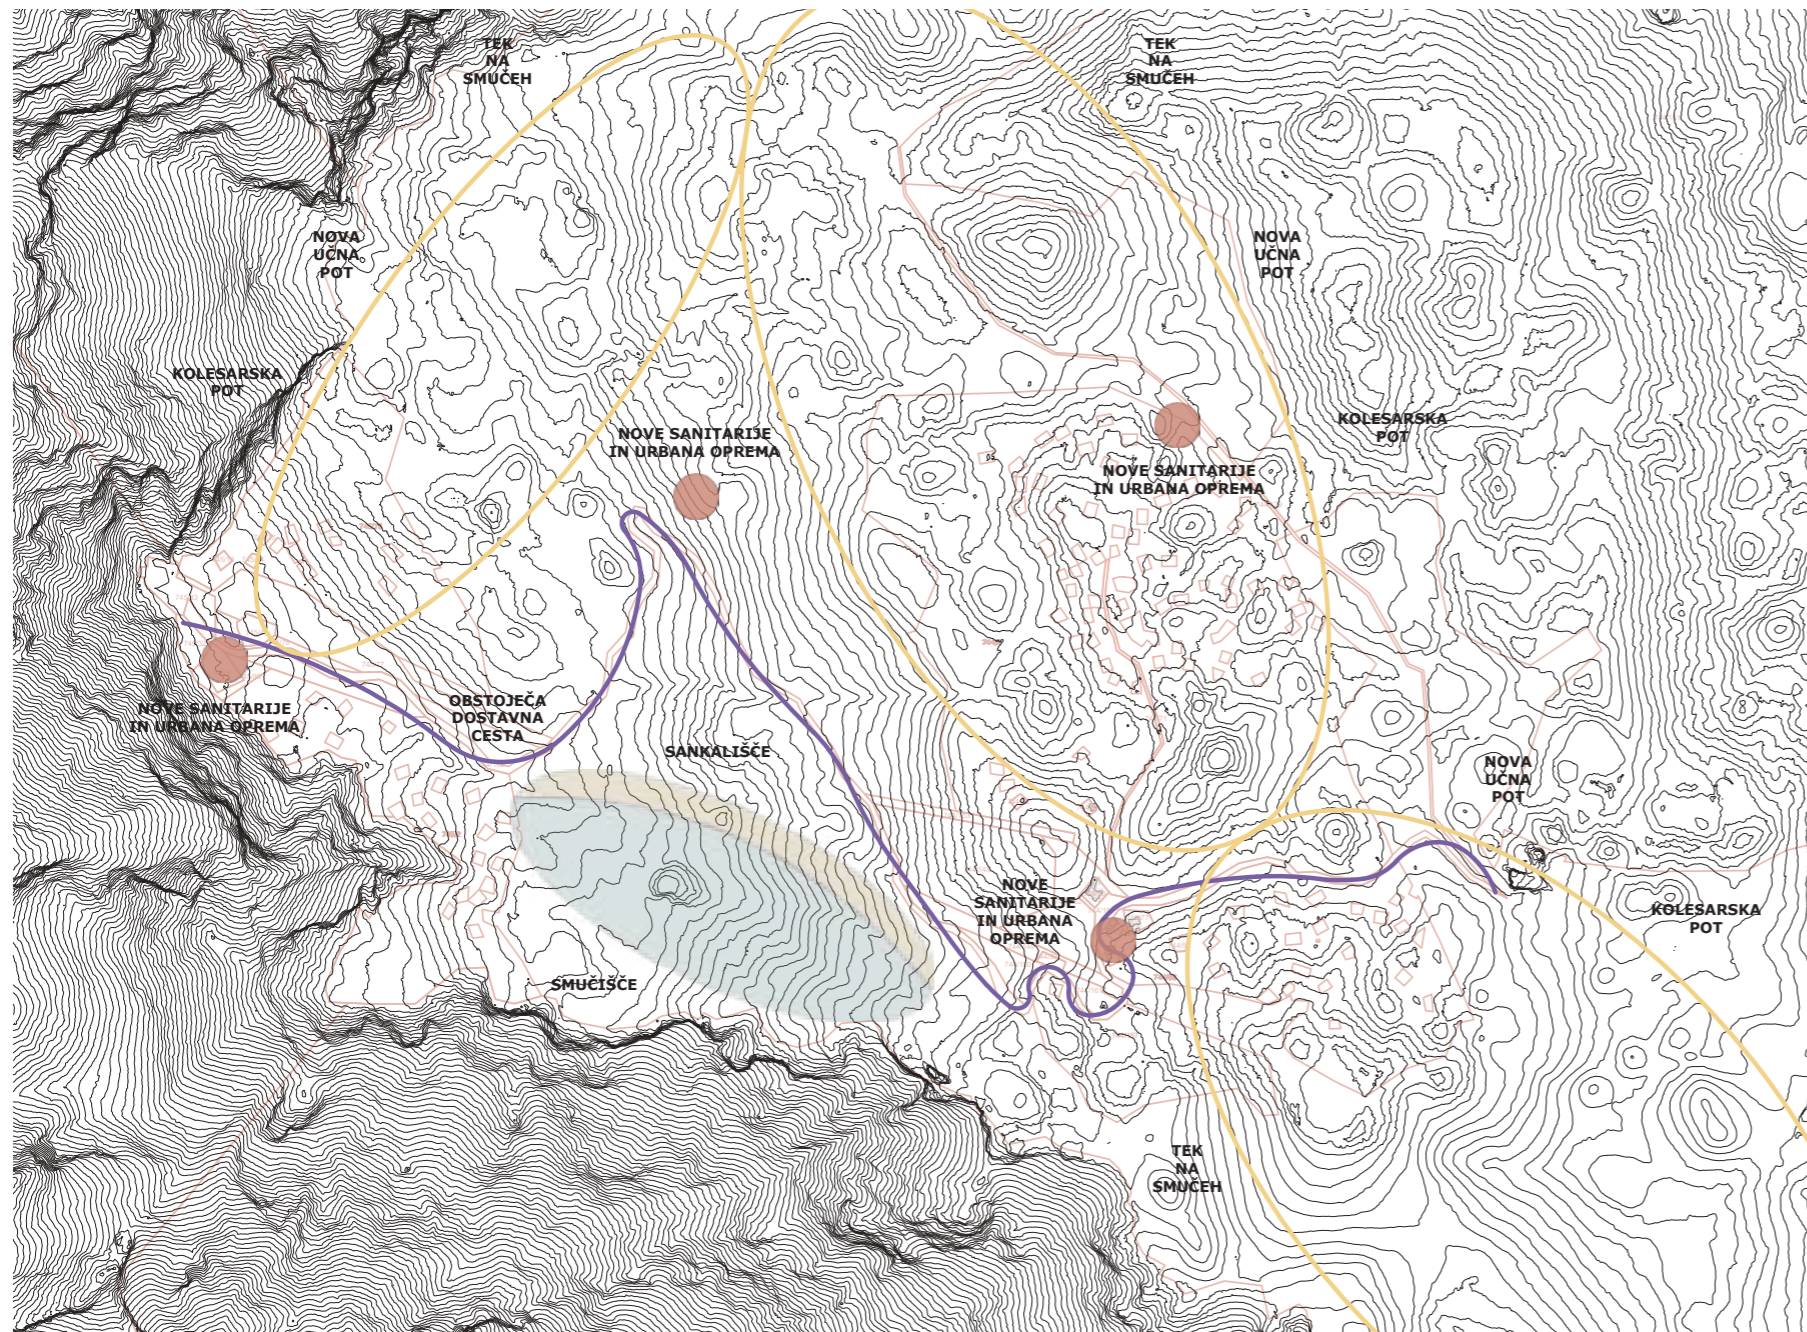 TEK
NA
SMUČEH
TEK
NA
SMUČEH
NOVA
UČNA
POT
NOVA
UČNA
POT
KOLESARSKA
POT
KOLESARSKA
POT
NOVE SANITARIJE
IN URBANA OPREMA
NOVE SANITARIJE
IN URBANA OPREMA
NOVE SANITARIJE
IN URBANA OPREMA
OBSTOJEČA
DOSTAVNA
CESTA
SANKALIŠČE
NOVA
UČNA
POT
NOVE
SANITARIJE
IN URBANA
OPREMA
KOLESARSKA
POT
SMUČIŠČE
TEK
NA
SMUČEH